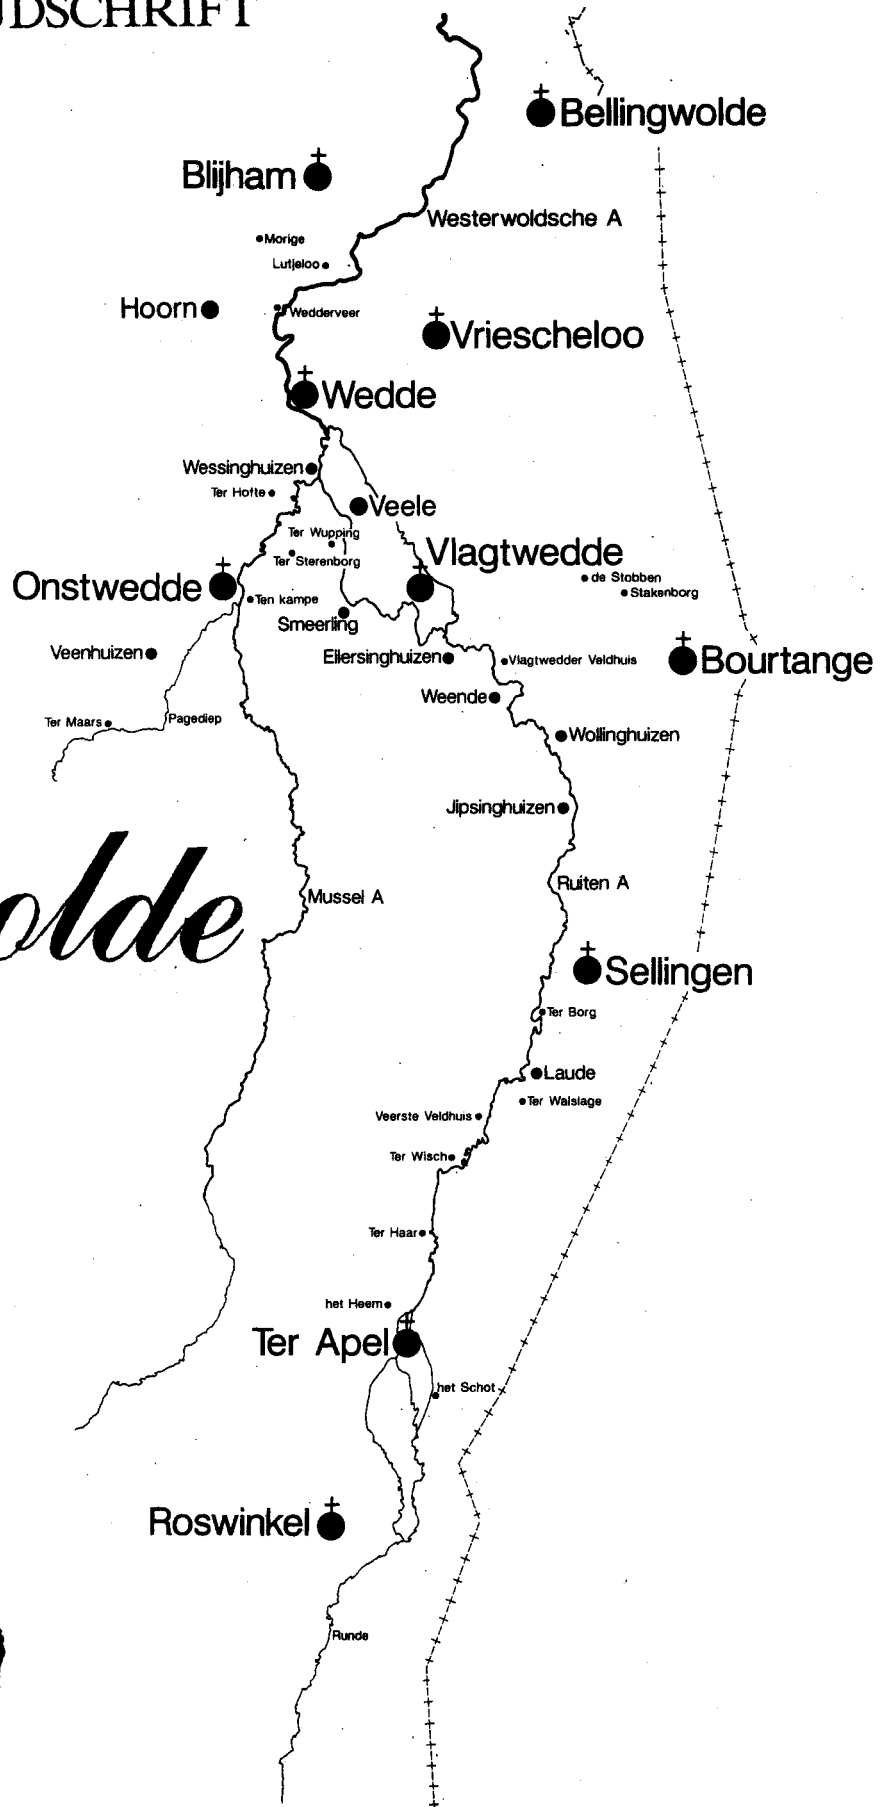 JDSCHRIFT
Bellingwolde
Blijham
Westerwoldsche A
Morige
Lutjeloo
Hoorn
Wedderveer
Vriescheloo
Wedde
Wessinghuizen
Ter Hofte
Veele
Ter Wupping
Vlagtwedde
Ter Sterenborg
de Stobben
Onstwedde
Stakenborg
Ten kampe
Smeerling
Veenhuizen
Ellersinghuizen
Vlagtwedder Veldhuis
Bourtange
Weende
Ter Maars
Pagediep
Wollinghuizen
Jipsinghuizen
Ruiten A
Mussel A
olde
Sellingen
Ter Borg
Laude
Ter Walslage
Veerste Veldhuis
Ter Wisch
Ter Haar
het Heem
Ter Apel
het Schot
Roswinkel
Runde